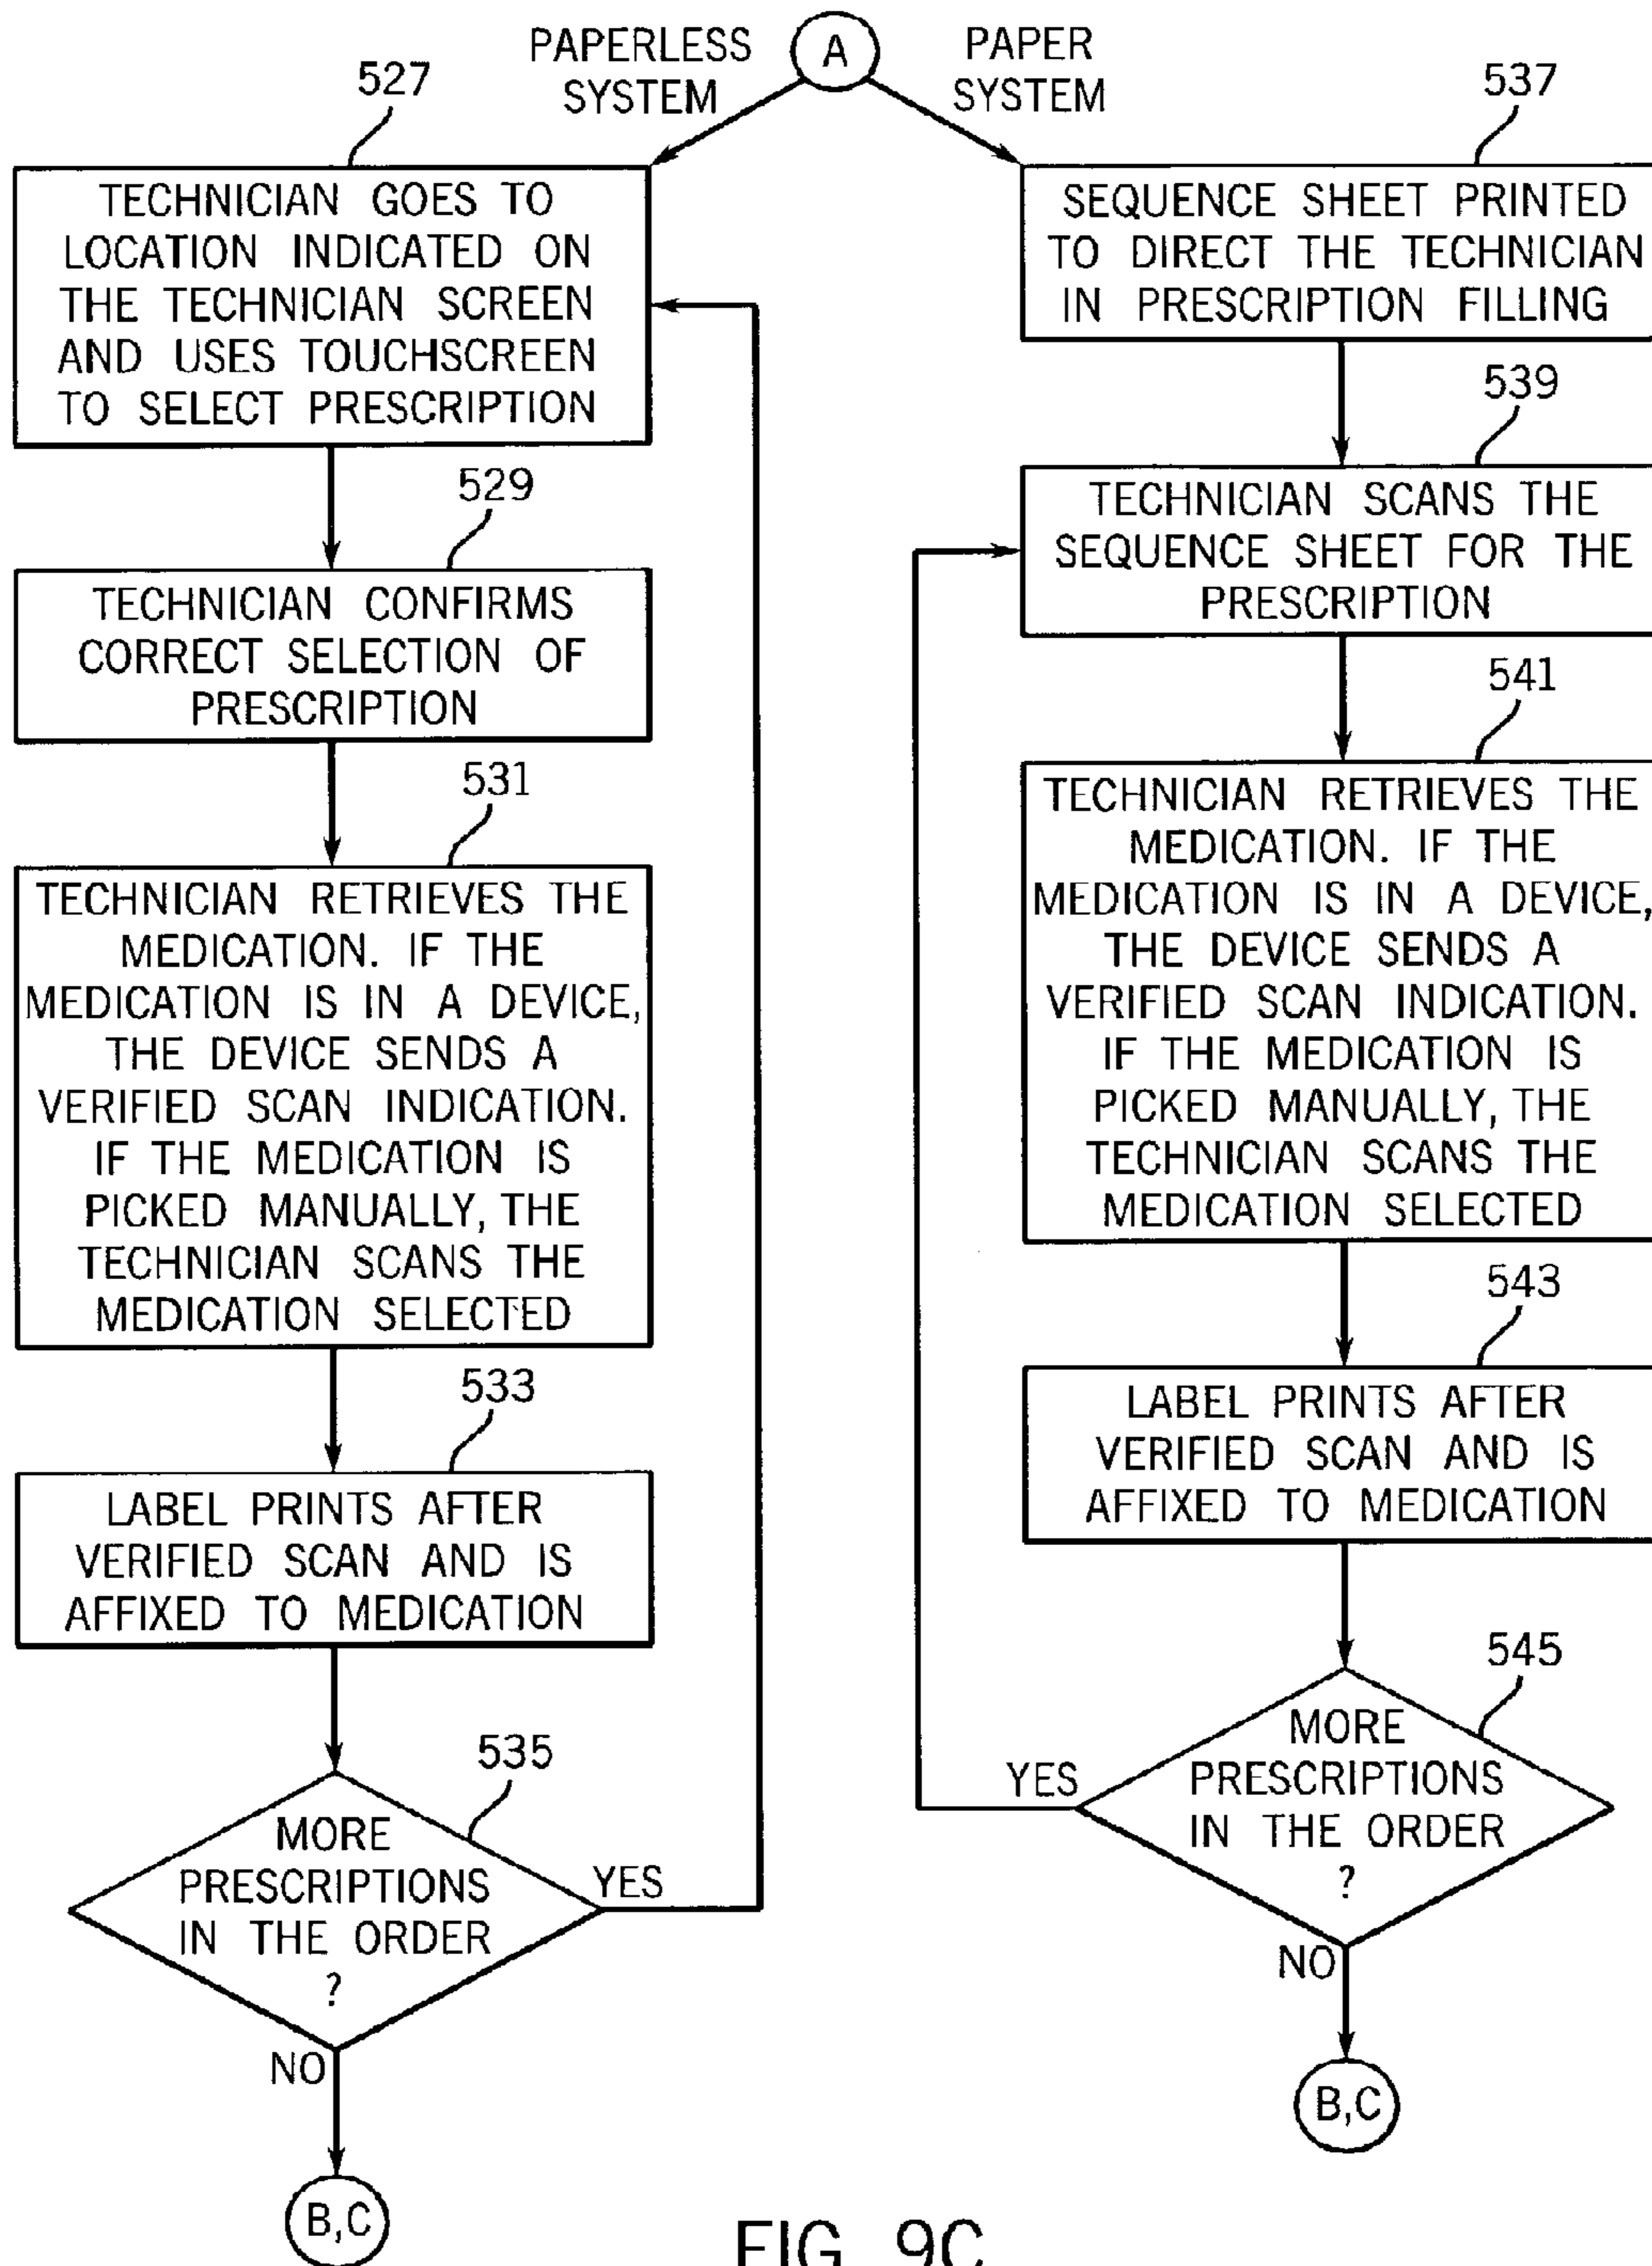 A
PAPERLESS
SYSTEM
PAPER
SYSTEM
527
TECHNICIAN GOES TO
LOCATION INDICATED ON
THE TECHNICIAN SCREEN
AND USES TOUCHSCREEN
TO SELECT PRESCRIPTION
529
TECHNICIAN CONFIRMS
CORRECT SELECTION OF
PRESCRIPTION
531
TECHNICIAN RETRIEVES THE
MEDICATION. IF THE
MEDICATION IS IN A DEVICE,
THE DEVICE SENDS A
VERIFIED SCAN INDICATION.
IF THE MEDICATION IS
PICKED MANUALLY, THE
TECHNICIAN SCANS THE
MEDICATION SELECTED
533
LABEL PRINTS AFTER
VERIFIED SCAN AND IS
AFFIXED TO MEDICATION
535
MORE
PRESCRIPTIONS
IN THE ORDER
?
YES
NO
B,C
537
SEQUENCE SHEET PRINTED
TO DIRECT THE TECHNICIAN
IN PRESCRIPTION FILLING
539
TECHNICIAN SCANS THE
SEQUENCE SHEET FOR THE
PRESCRIPTION
541
TECHNICIAN RETRIEVES THE
MEDICATION. IF THE
MEDICATION IS IN A DEVICE,
THE DEVICE SENDS A
VERIFIED SCAN INDICATION.
IF THE MEDICATION IS
PICKED MANUALLY, THE
TECHNICIAN SCANS THE
MEDICATION SELECTED
543
LABEL PRINTS AFTER
VERIFIED SCAN AND IS
AFFIXED TO MEDICATION
545
MORE
PRESCRIPTIONS
IN THE ORDER
?
YES
NO
B,C
FIG. 9C